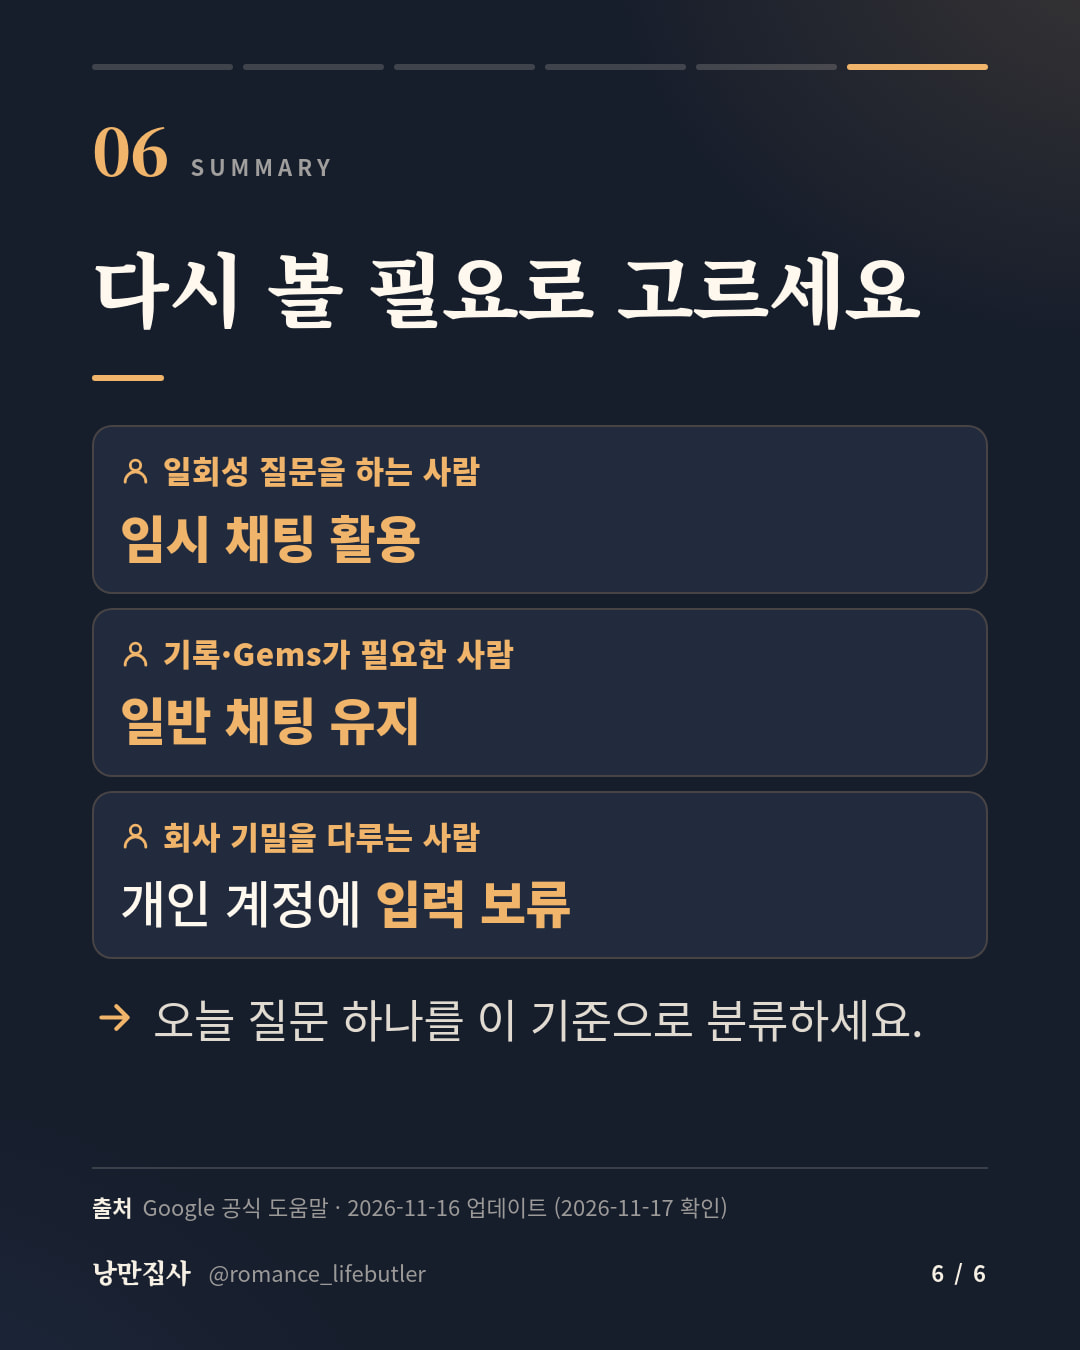 06 SUMMARY
다시 볼 필요로 고르세요
일회성 질문을 하는 사람
임시 채팅 활용
기록·Gems가 필요한 사람
일반 채팅 유지
회사 기밀을 다루는 사람
개인 계정에 입력 보류
→ 오늘 질문 하나를 이 기준으로 분류하세요.
출처 Google 공식 도움말 · 2026-11-16 업데이트 (2026-11-17 확인)
낭만집사 @romance_lifebutler 6 / 6